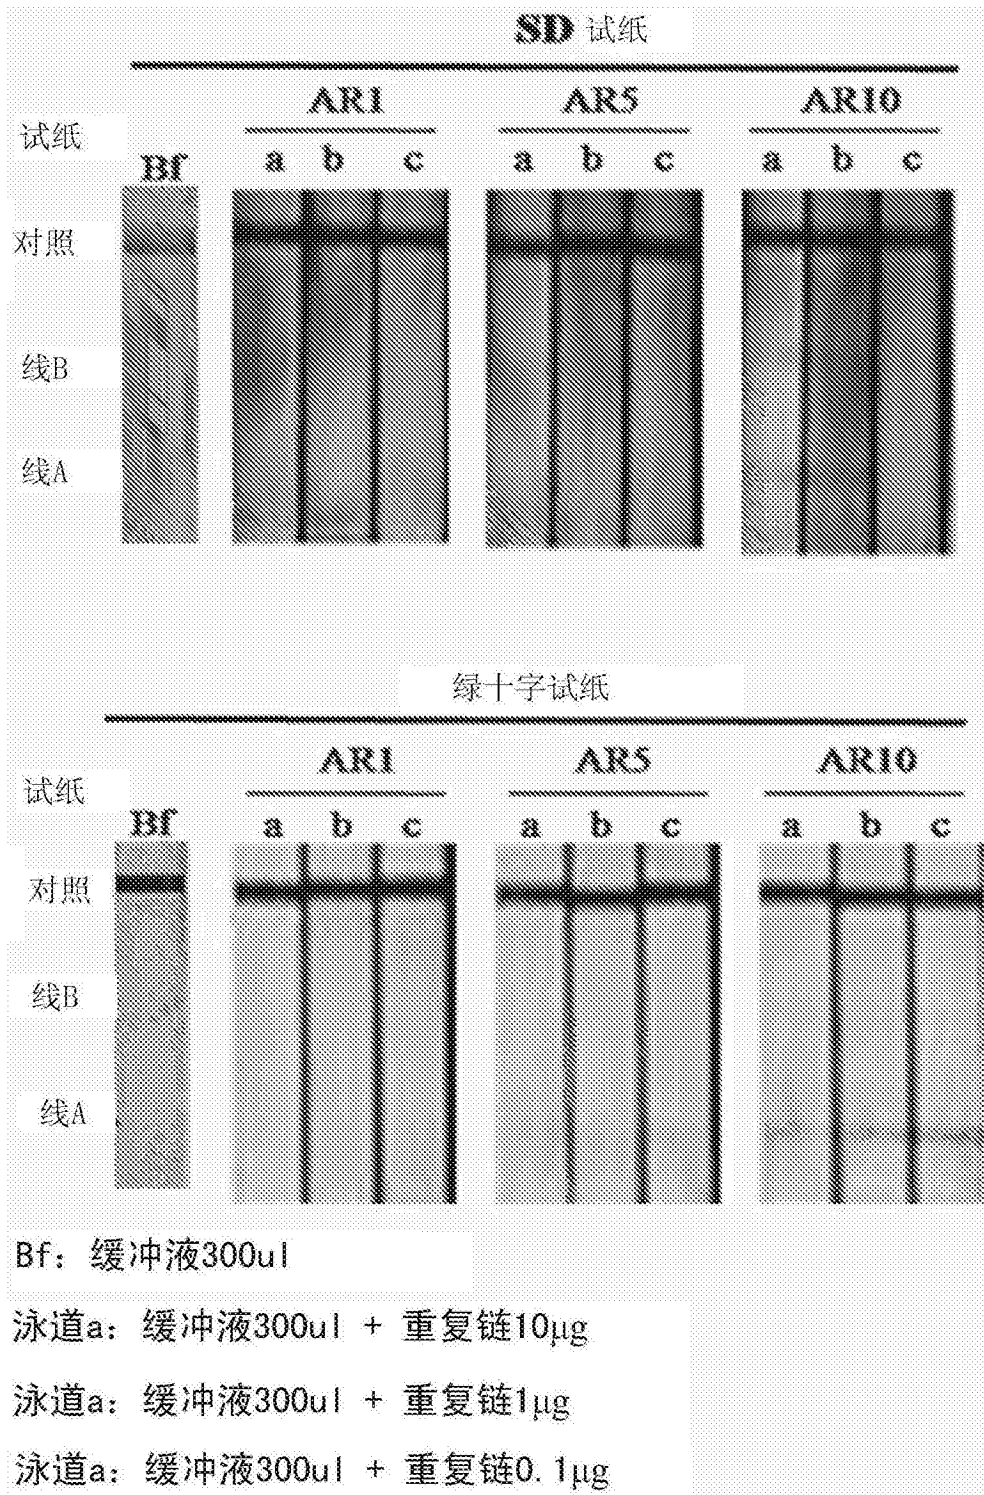 SD 试纸
AR1 AR5 AR10
试纸
Bf a b c a b c a b c
对照
线B
线A
绿十字试纸
AR1 AR5 AR10
试纸
Bf a b c a b c a b c
对照
线B
线A
Bf：缓冲液300ul
泳道a：缓冲液300ul + 重复链10μg
泳道a：缓冲液300ul + 重复链1μg
泳道a：缓冲液300ul + 重复链0.1μg